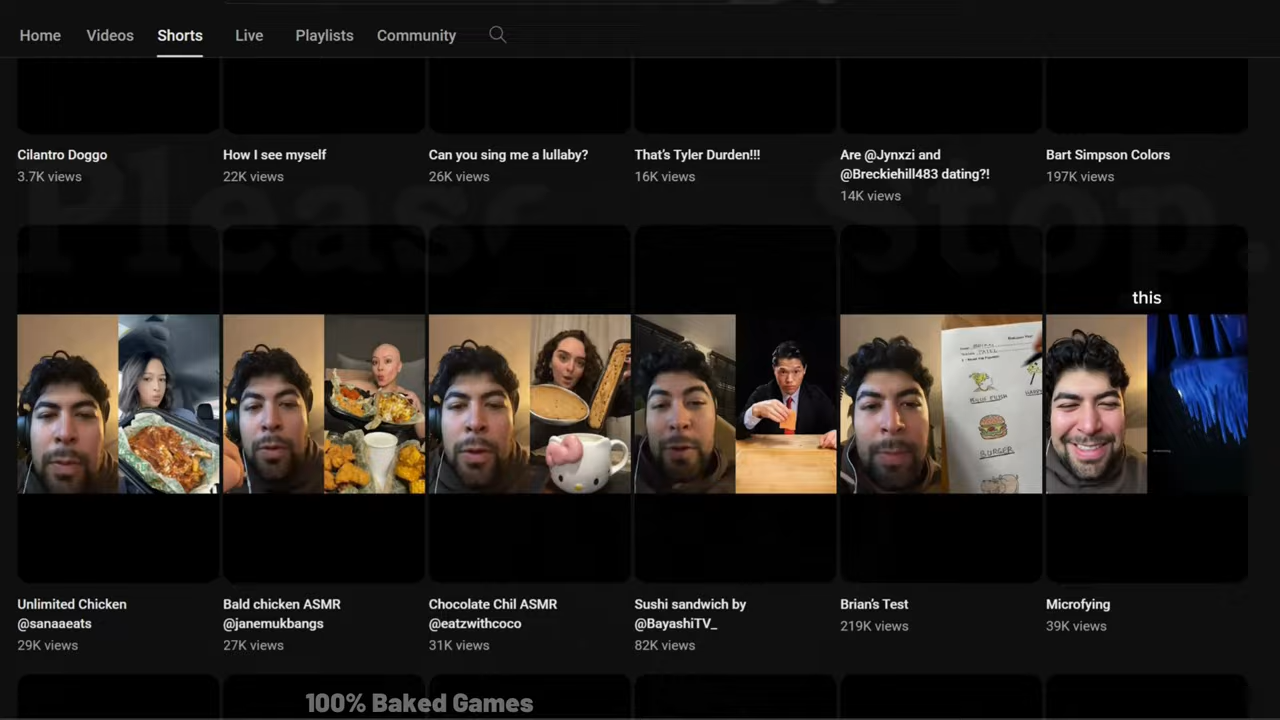 Home Videos Shorts Live Playlists Community
Cilantro Doggo
3.7K views
How I see myself
22K views
Can you sing me a lullaby?
26K views
That's Tyler Durden!!!
16K views
Are @Jynxzi and
@Breckiehill483 dating?!
14K views
Bart Simpson Colors
197K views
Please Stop.
this
BURGER
Unlimited Chicken
@sanaaeats
29K views
Bald chicken ASMR
@janemukbangs
27K views
Chocolate Chil ASMR
@eatzwithcoco
31K views
Sushi sandwich by
@BayashiTV_
82K views
Brian's Test
219K views
Microfying
39K views
100% Baked Games